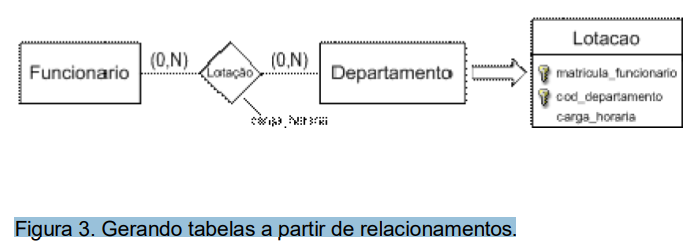 Lotacao
(0,N)
(0,N)
Funcionario
Lotação
Departamento
matricula_funcionario
cod_departamento
carga_horaria
carga_horaria
Figura 3. Gerando tabelas a partir de relacionamentos.